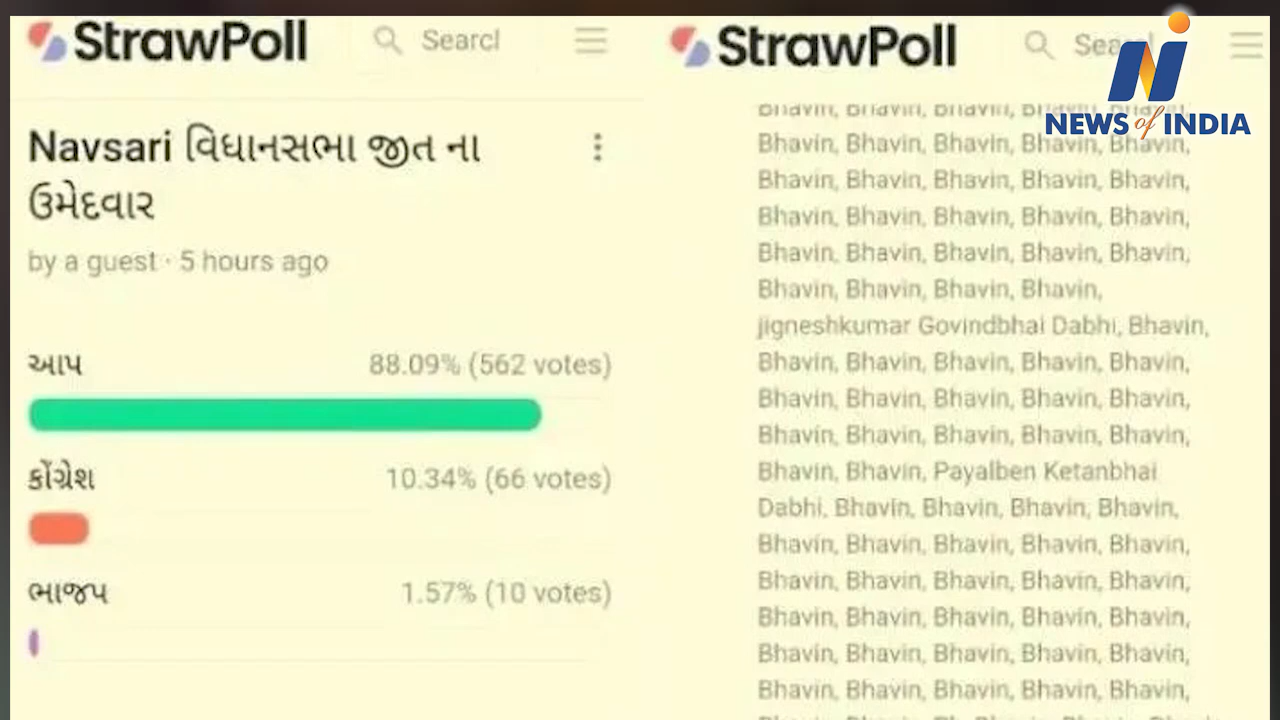 StrawPoll
Navsari વિધાનસભા જીત ના
ઉમેદવાર
by a guest · 5 hours ago
આપ 88.09% (562 votes)
કોંગ્રેશ 10.34% (66 votes)
ભાજપ 1.57% (10 votes)
StrawPoll
NEWS of INDIA
Bhavin, Bhavin, Bhavin, Bhavin, Bhavin,
Bhavin, Bhavin, Bhavin, Bhavin, Bhavin,
Bhavin, Bhavin, Bhavin, Bhavin, Bhavin,
Bhavin, Bhavin, Bhavin, Bhavin, Bhavin,
Bhavin, Bhavin, Bhavin, Bhavin, Bhavin,
Bhavin, Bhavin, Bhavin, Bhavin,
jigneshkumar Govindbhai Dabhi, Bhavin,
Bhavin, Bhavin, Bhavin, Bhavin, Bhavin,
Bhavin, Bhavin, Bhavin, Bhavin, Bhavin,
Bhavin, Bhavin, Bhavin, Bhavin, Bhavin,
Bhavin, Bhavin, Payalben Ketanbhai
Dabhi, Bhavin, Bhavin, Bhavin, Bhavin,
Bhavin, Bhavin, Bhavin, Bhavin, Bhavin,
Bhavin, Bhavin, Bhavin, Bhavin, Bhavin,
Bhavin, Bhavin, Bhavin, Bhavin, Bhavin,
Bhavin, Bhavin, Bhavin, Bhavin, Bhavin,
Bhavin, Bhavin, Bhavin, Bhavin, Bhavin,